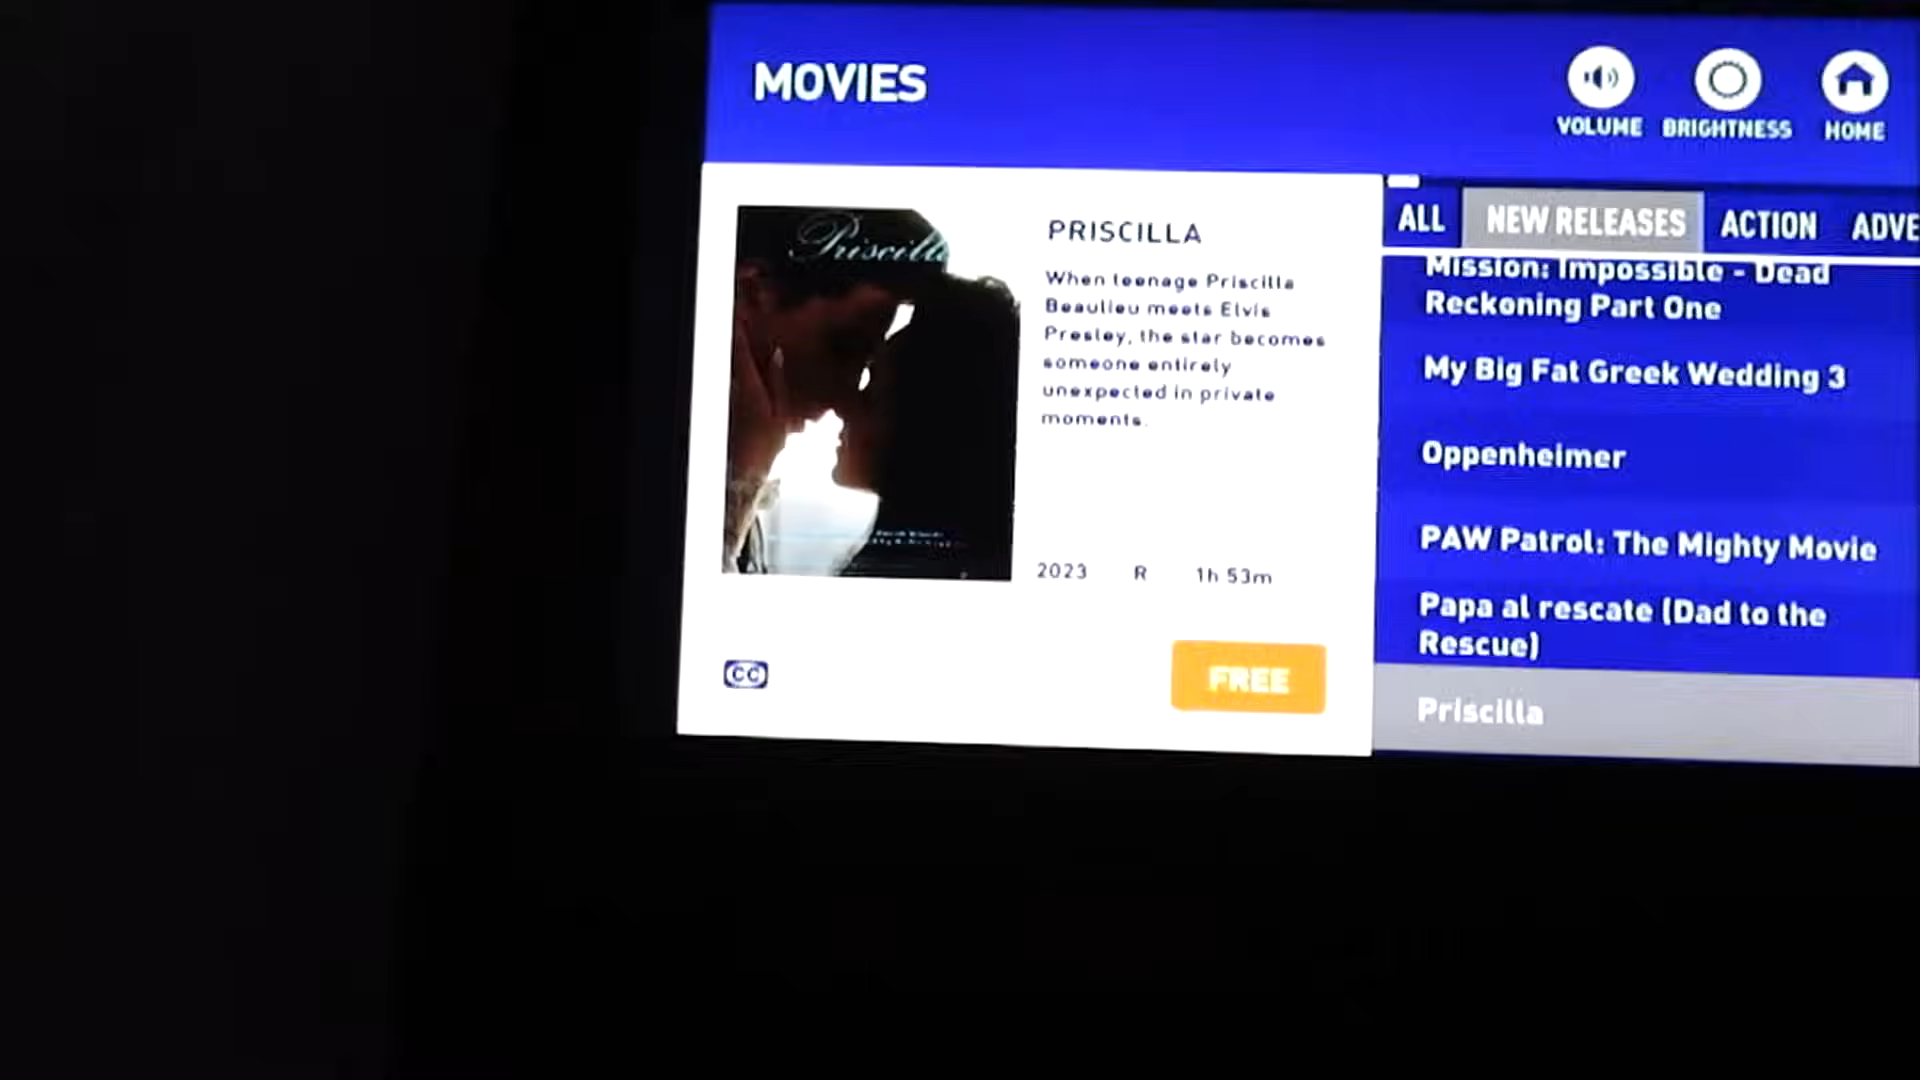 MOVIES
VOLUME
BRIGHTNESS
HOME
Priscilla
PRISCILLA
When teenage Priscilla
Beaulieu meets Elvis
Presley, the star becomes
someone entirely
unexpected in private
moments.
2023 R 1h 53m
CC
FREE
ALL NEW RELEASES ACTION ADVE
Mission: Impossible - Dead
Reckoning Part One
My Big Fat Greek Wedding 3
Oppenheimer
PAW Patrol: The Mighty Movie
Papa al rescate (Dad to the
Rescue)
Priscilla